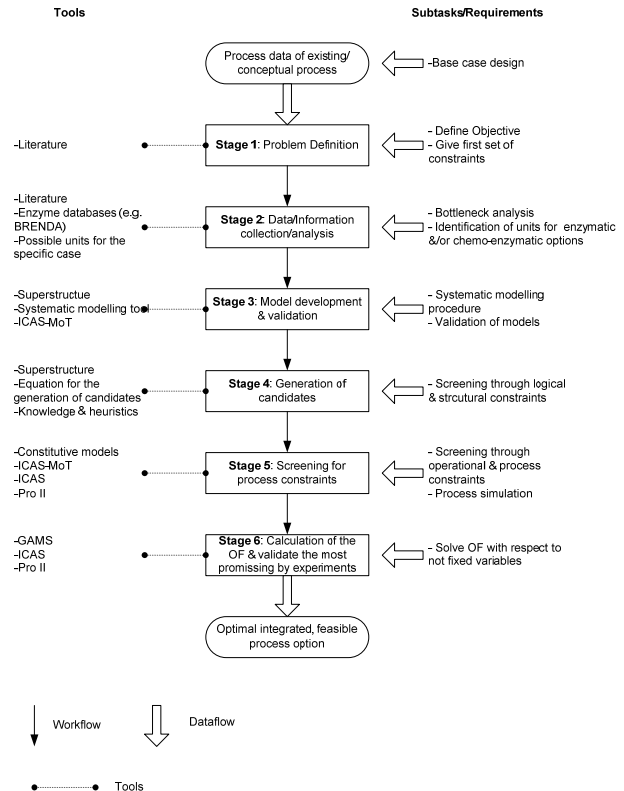 Tools
Subtasks/Requirements
Process data of existing/
conceptual process
-Base case design
-Literature
Stage 1: Problem Definition
- Define Objective
- Give first set of
constraints
-Literature
-Enzyme databases (e.g.
BRENDA)
-Possible units for the
specific case
Stage 2: Data/Information
collection/analysis
- Bottleneck analysis
- Identification of units for enzymatic
&/or chemo-enzymatic options
-Superstructue
-Systematic modelling tool
-ICAS-MoT
Stage 3: Model development
& validation
- Systematic modelling
procedure
- Validation of models
-Superstructure
-Equation for the
generation of candidates
-Knowledge & heuristics
Stage 4: Generation of
candidates
- Screening through logical
& strcutural constraints
-Constitutive models
-ICAS-MoT
-ICAS
-Pro II
Stage 5: Screening for
process constraints
- Screening through
operational & process
constraints
- Process simulation
-GAMS
-ICAS
-Pro II
Stage 6: Calculation of the
OF & validate the most
promissing by experiments
- Solve OF with respect to
not fixed variables
Optimal integrated, feasible
process option
Workflow
Dataflow
Tools